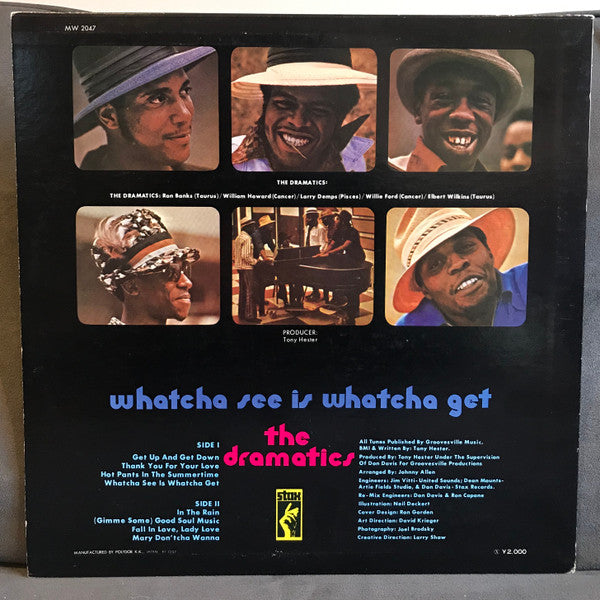 MW 2047
THE DRAMATICS:
THE DRAMATICS: Ron Banks (Taurus) / William Howard (Cancer) / Larry Demps (Pisces) / Willie Ford (Cancer) / Elbert Wilkins (Taurus)
PRODUCER:
Tony Hester
whatcha see is whatcha get
the
dramatics
SIDE I
Get Up And Get Down
Thank You For Your Love
Hot Pants In The Summertime
Whatcha See Is Whatcha Get
SIDE II
In The Rain
(Gimme Some) Good Soul Music
Fall In Love, Lady Love
Mary Don'tcha Wanna
stax
All Tunes Published By Groovesville Music,
BMI & Written By: Tony Hester.
Produced By: Tony Hester Under The Supervision
Of Don Davis For Groovesville Productions
Arranged By: Johnny Allen
Engineers: Jim Vitti- United Sounds; Dean Mounts-
Artie Fields Studio, & Don Davis - Stax Records.
Re-Mix Engineers: Don Davis & Ron Capone
Illustration: Neil Deckert
Cover Design: Ron Gordon
Art Direction: David Krieger
Photography: Joel Brodsky
Creative Direction: Larry Shaw
MANUFACTURED BY POLYDOR K.K.,
¥2,000